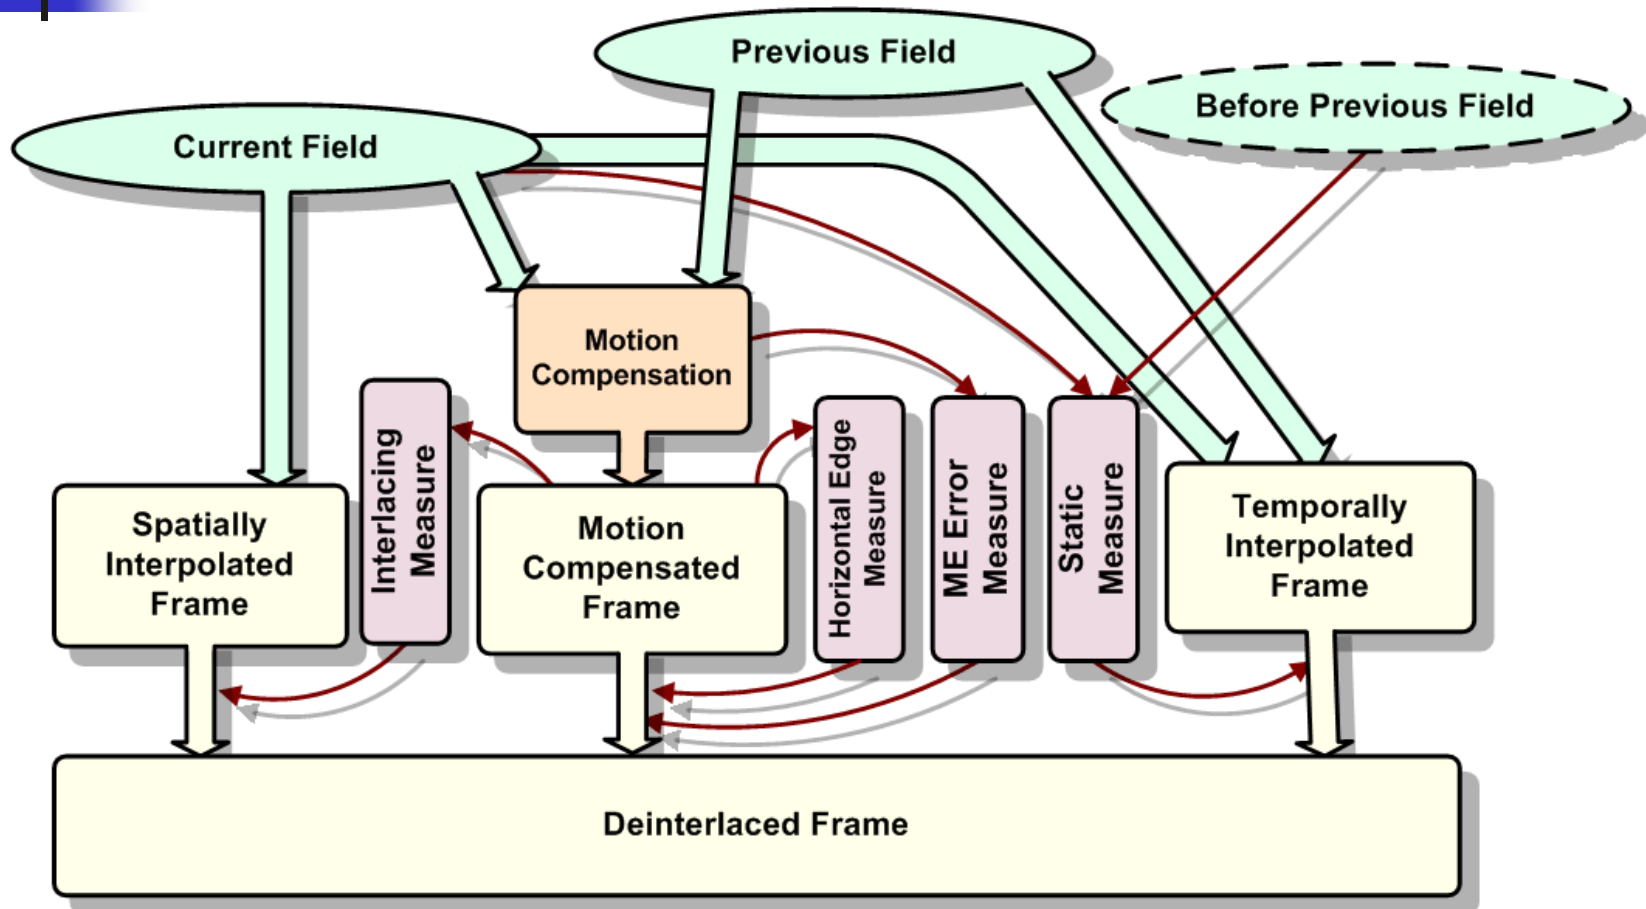 Previous Field
Before Previous Field
Current Field
Motion
Compensation
Interlacing
Measure
Horizontal Edge
Measure
ME Error
Measure
Static
Measure
Spatially
Interpolated
Frame
Motion
Compensated
Frame
Temporally
Interpolated
Frame
Deinterlaced Frame